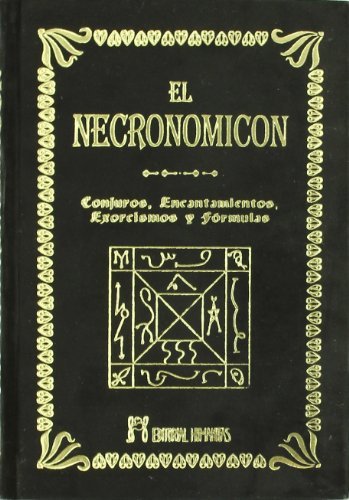 EL
NECRONOMICON
Conjuros, Encantamientos,
Exorcismos y Fórmulas
M
Q
A
EDITORIAL HUMANITAS